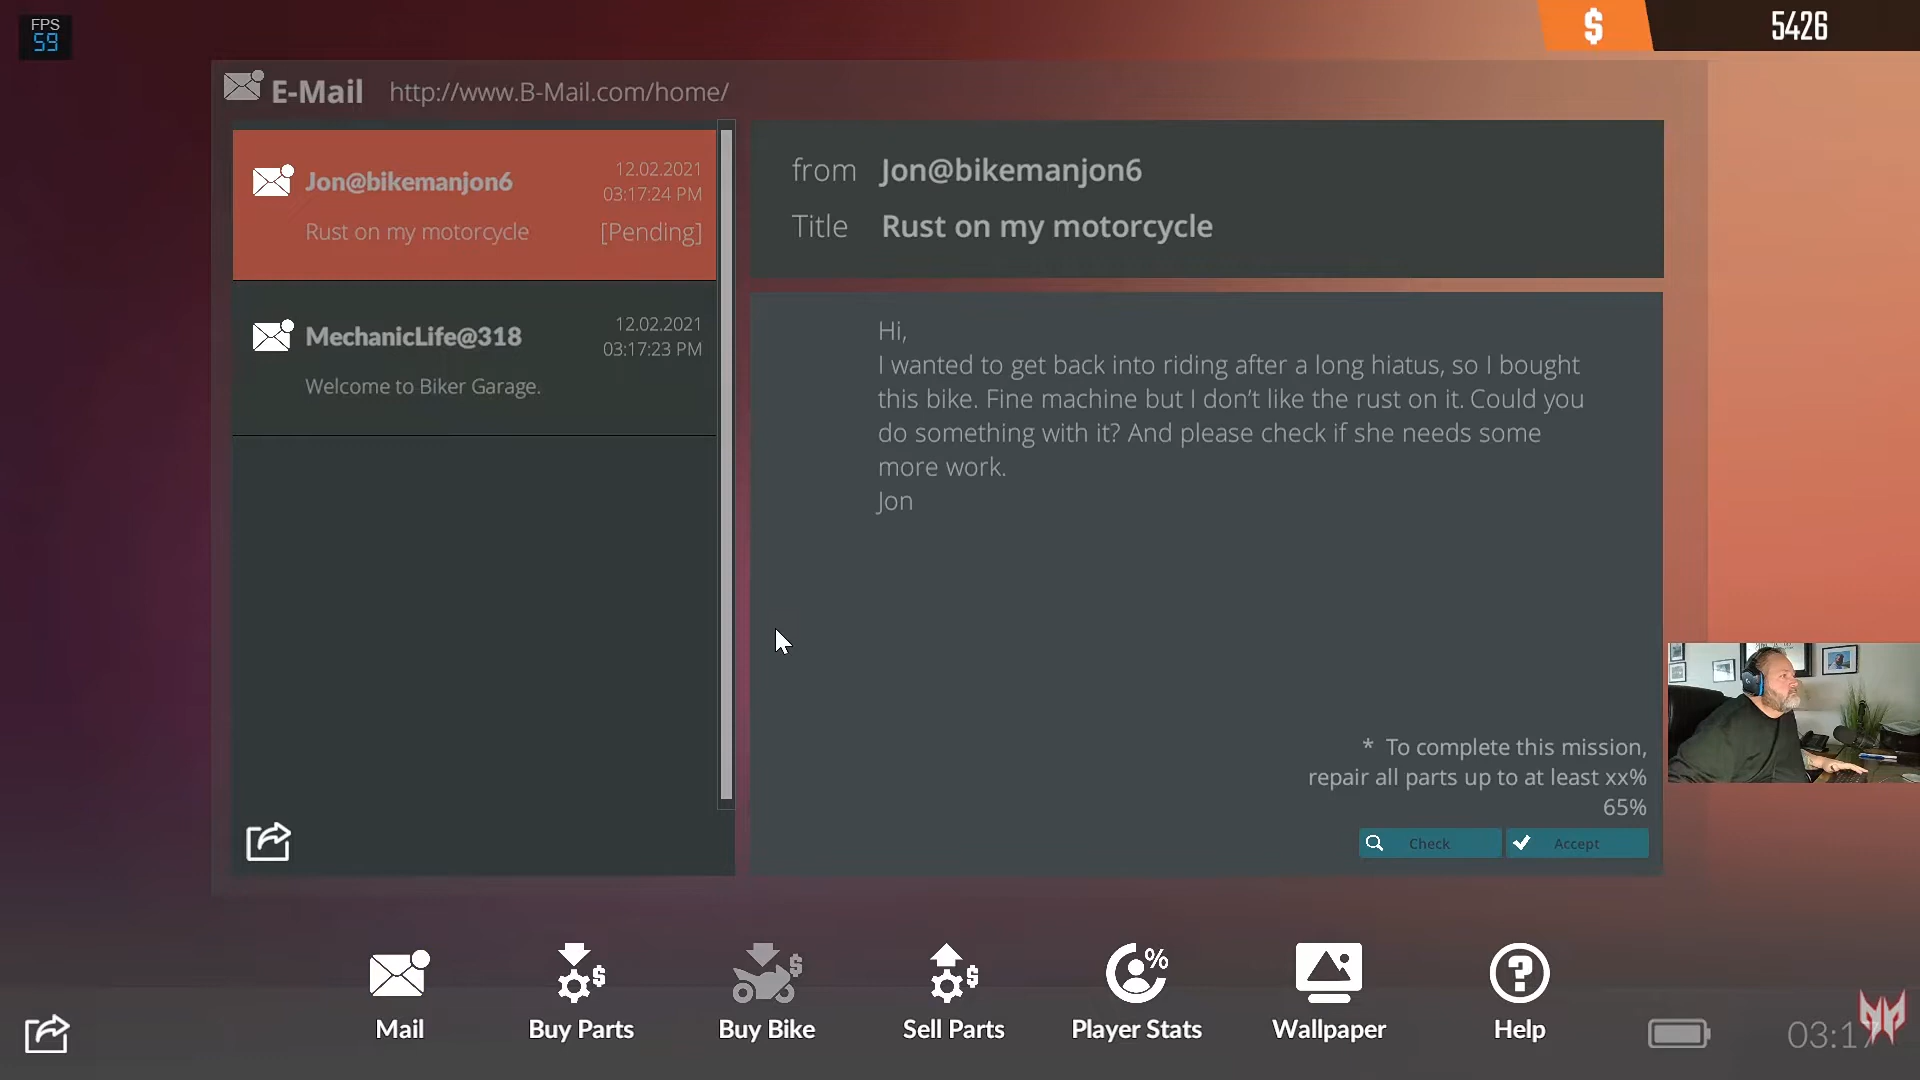 FPS
59
$ 5426
E-Mail http://www.B-Mail.com/home/
Jon@bikemanjon6
12.02.2021
03:17:24 PM
Rust on my motorcycle
[Pending]
MechanicLife@318
12.02.2021
03:17:23 PM
Welcome to Biker Garage.
from Jon@bikemanjon6
Title Rust on my motorcycle
Hi,
I wanted to get back into riding after a long hiatus, so I bought
this bike. Fine machine but I don’t like the rust on it. Could you
do something with it? And please check if she needs some
more work.
Jon
* To complete this mission,
repair all parts up to at least xx%
65%
Check
Accept
Mail
Buy Parts
Buy Bike
Sell Parts
Player Stats
Wallpaper
Help